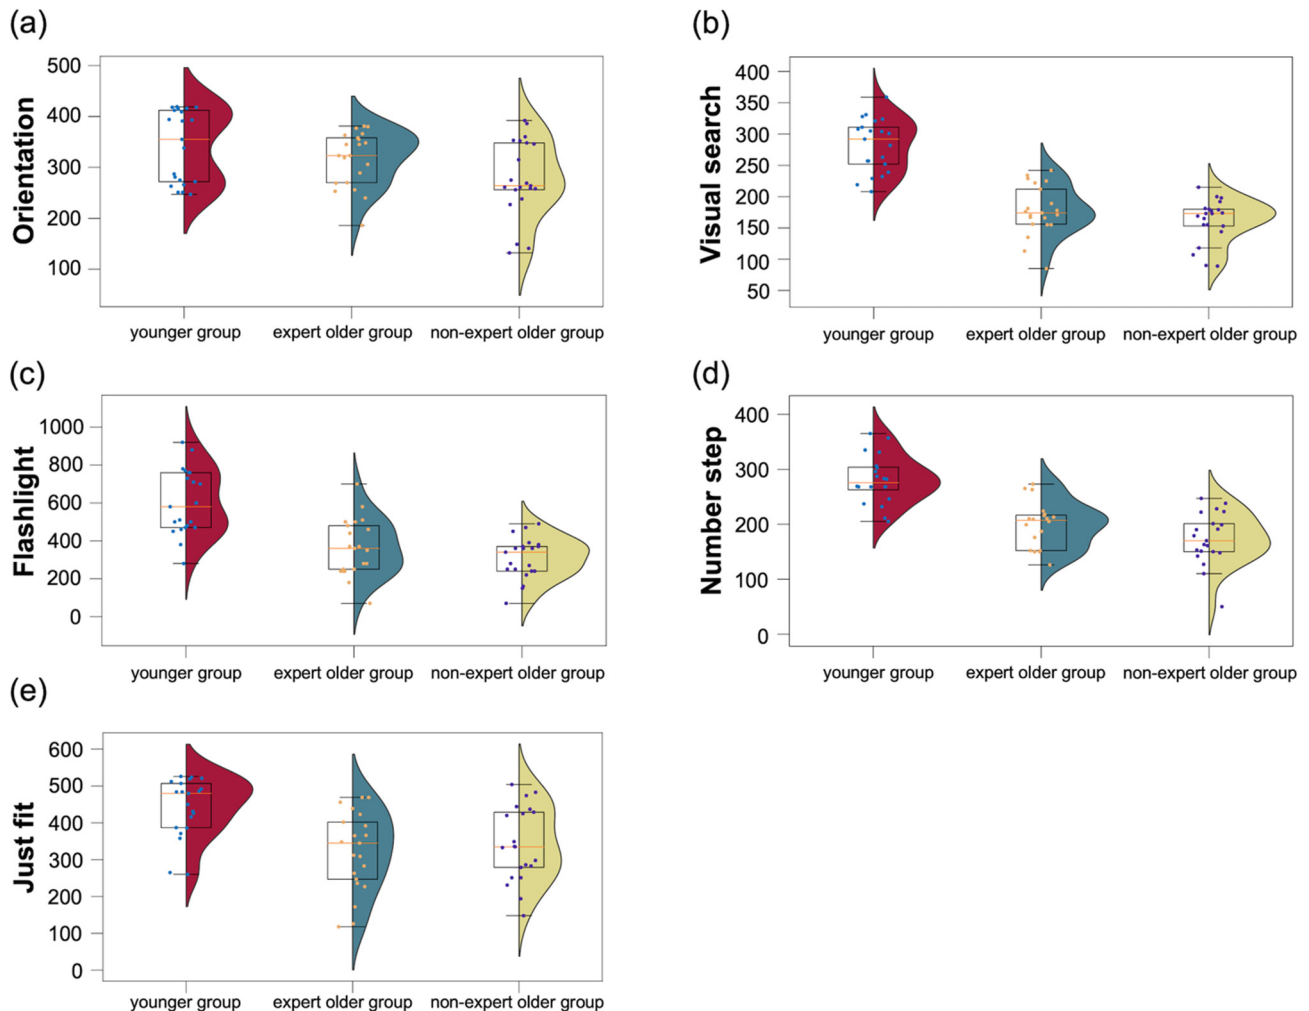 (a)
Orientation
500
400
300
200
100
younger group
expert older group
non-expert older group
(b)
Visual search
400
350
300
250
200
150
100
50
younger group
expert older group
non-expert older group
(c)
Flashlight
1000
800
600
400
200
0
younger group
expert older group
non-expert older group
(d)
Number step
400
300
200
100
0
younger group
expert older group
non-expert older group
(e)
Just fit
600
500
400
300
200
100
0
younger group
expert older group
non-expert older group